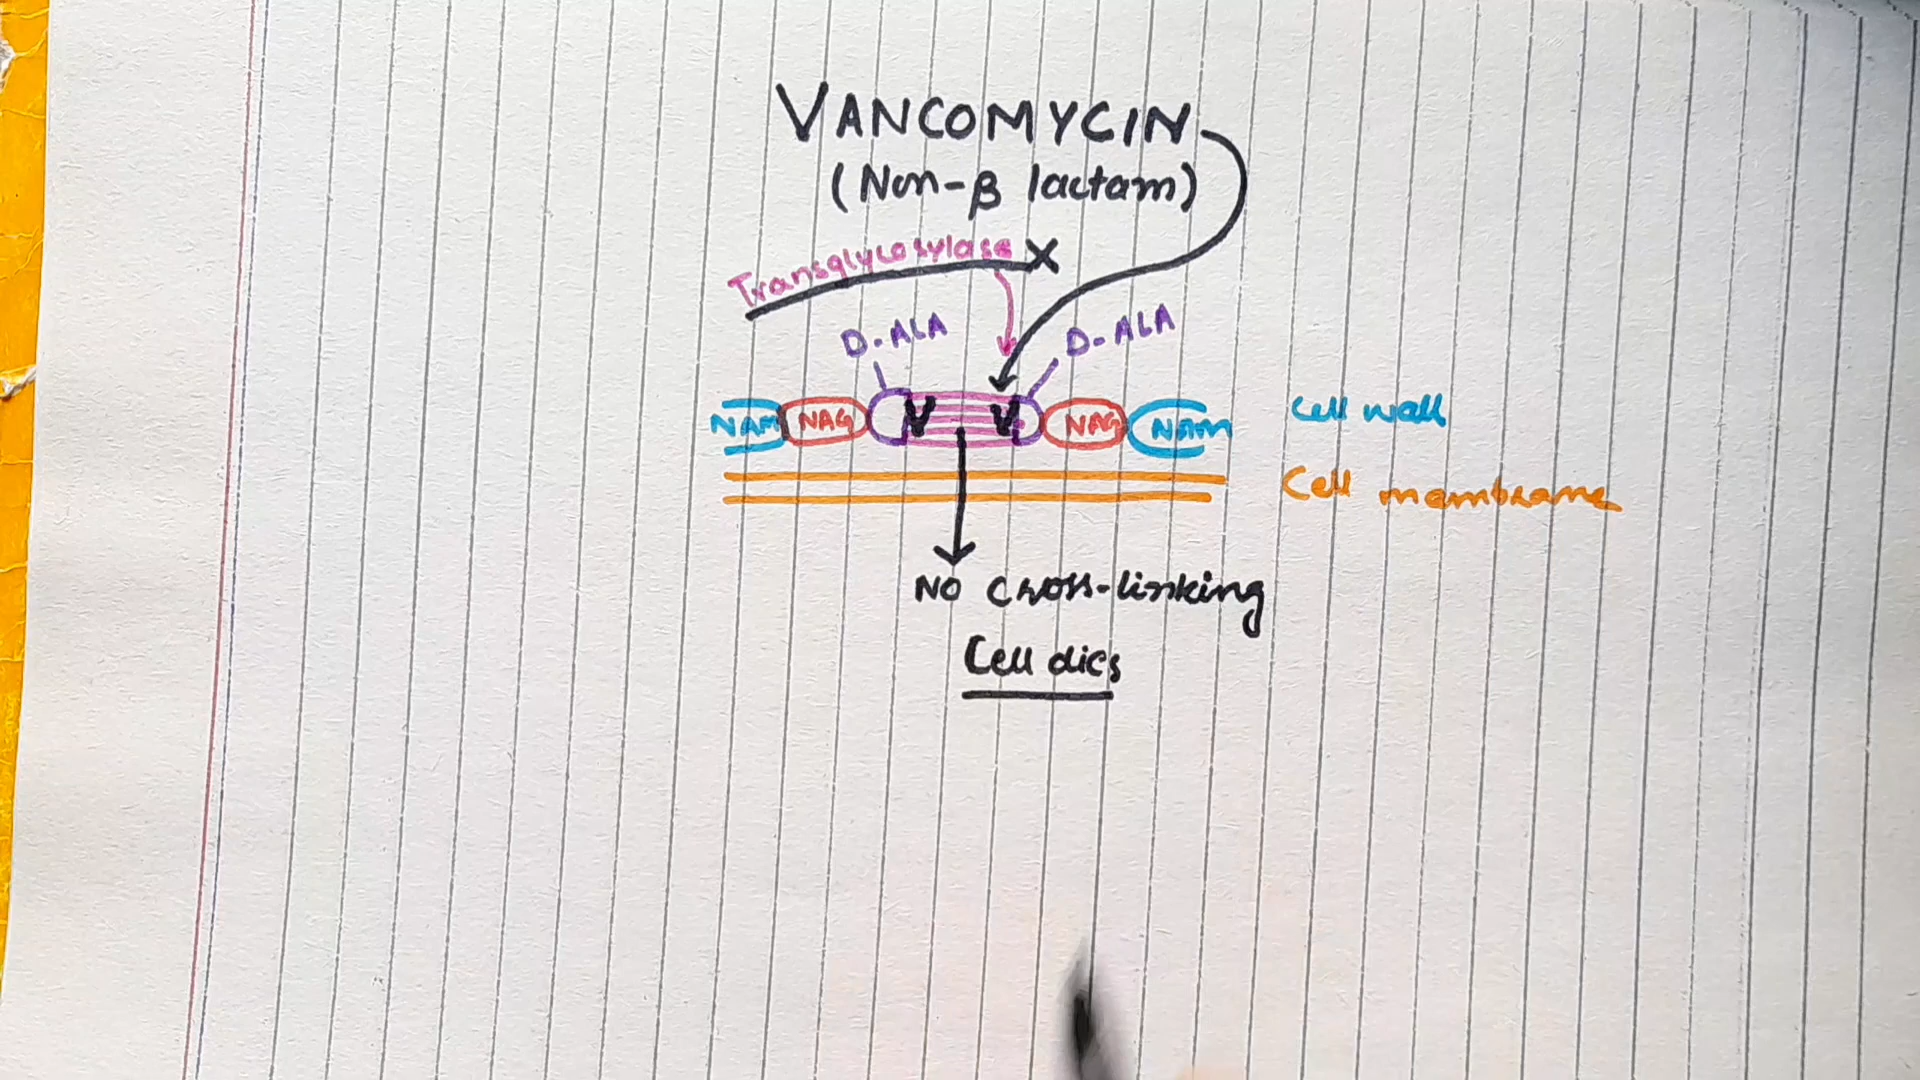 VANCOMYCIN
(Non-β lactam)
Transglycosylase X
D-ALA
D-ALA
NAM NAG V V NAG NAM
Cell wall
Cell membrane
NO Cross-linking
Cell dies